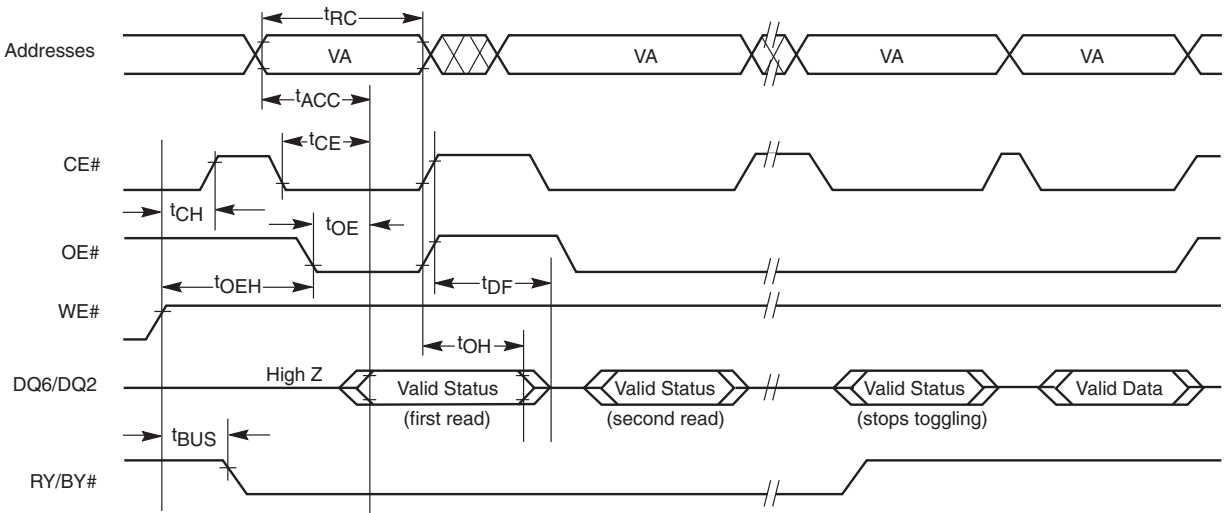 tRC
Addresses VA VA VA VA
tACC
tCE
CE#
tCH tOE
OE#
tOEH tDF
WE#
tOH
DQ6/DQ2 High Z Valid Status Valid Status Valid Status Valid Data
(first read) (second read) (stops toggling)
tBUS
RY/BY#